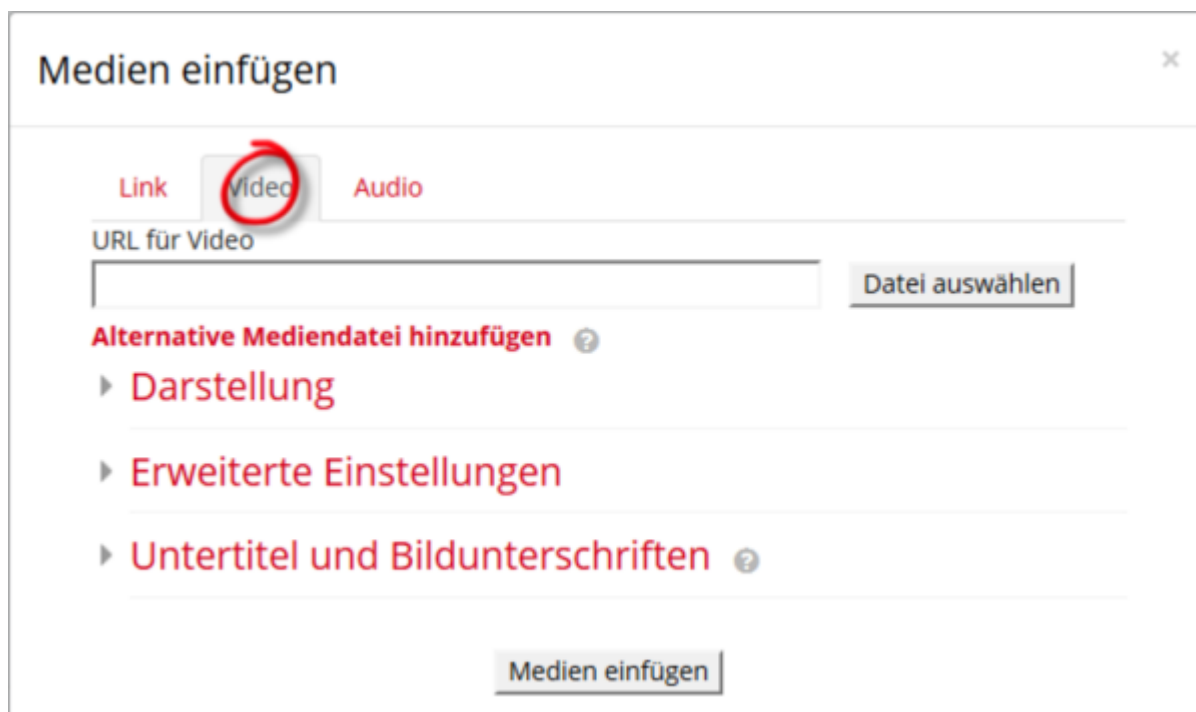 Medien einfügen
Link Video Audio
URL für Video
Datei auswählen
Alternative Mediendatei hinzufügen
Darstellung
Erweiterte Einstellungen
Untertitel und Bildunterschriften
Medien einfügen